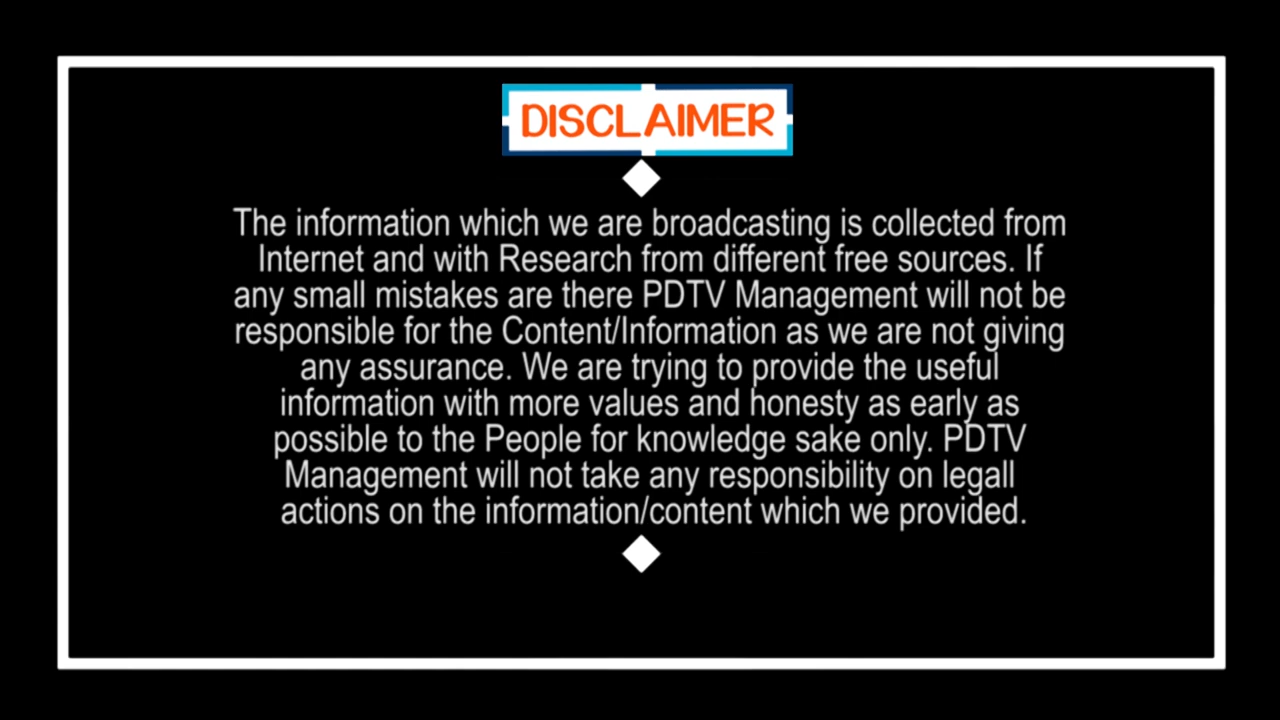 DISCLAIMER
The information which we are broadcasting is collected from
Internet and with Research from different free sources. If
any small mistakes are there PDTV Management will not be
responsible for the Content/Information as we are not giving
any assurance. We are trying to provide the useful
information with more values and honesty as early as
possible to the People for knowledge sake only. PDTV
Management will not take any responsibility on legall
actions on the information/content which we provided.